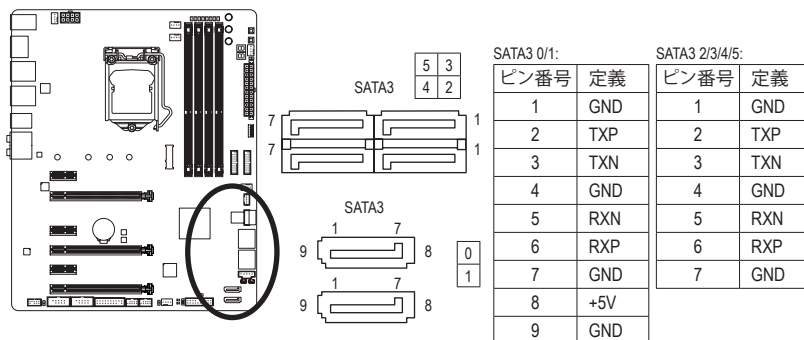 SATA3
5 3
4 2
7 1
7 1
SATA3
1 7
9 8
1 7
9 8
0
1
SATA3 0/1:
ピン番号 定義
1 GND
2 TXP
3 TXN
4 GND
5 RXN
6 RXP
7 GND
8 +5V
9 GND
SATA3 2/3/4/5:
ピン番号 定義
1 GND
2 TXP
3 TXN
4 GND
5 RXN
6 RXP
7 GND